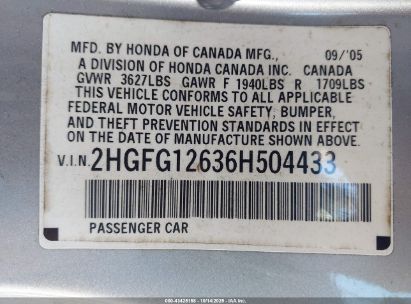 MFD. BY HONDA OF CANADA MFG., 09/'05
A DIVISION OF HONDA CANADA INC. CANADA
GVWR 3627LBS GAWR F 1940LBS R 1709LBS
THIS VEHICLE CONFORMS TO ALL APPLICABLE
FEDERAL MOTOR VEHICLE SAFETY, BUMPER,
AND THEFT PREVENTION STANDARDS IN EFFECT
ON THE DATE OF MANUFACTURE SHOWN ABOVE.
V.I.N. 2HGFG12636H504433
PASSENGER CAR